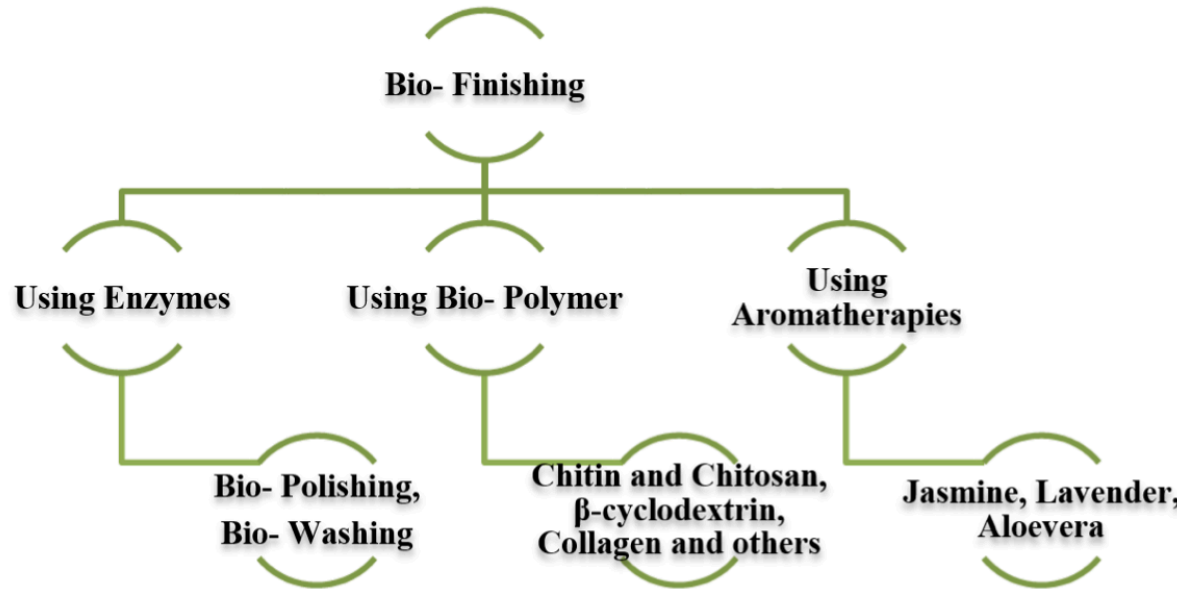 Bio- Finishing
Using Enzymes
Using Bio- Polymer
Using
Aromatherapies
Bio- Polishing,
Bio- Washing
Chitin and Chitosan,
β-cyclodextrin,
Collagen and others
Jasmine, Lavender,
Aloevera